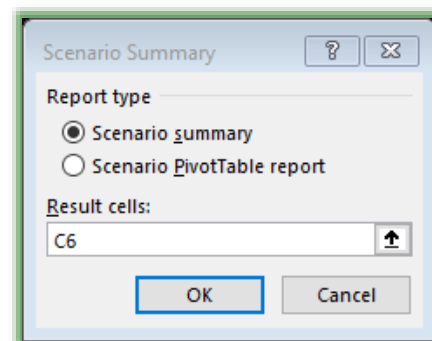 Scenario Summary ?
Report type
Scenario summary
Scenario PivotTable report
Result cells:
C6
OK Cancel